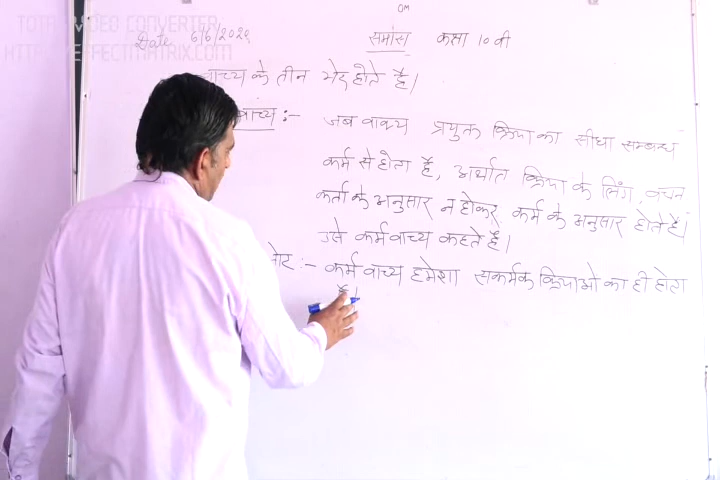 OM
TOTAL VIDEO CONVERTER
HTTP://EFFECTMATRIX.COM
Date 6/6/2020 समास कक्षा 10 वी
वाच्य के तीन भेद होते है।
वाच्य :- जब वाक्य प्रयुक्त क्रिया का सीधा सम्बन्ध
कर्म से होता है, अर्थात क्रिया के लिंग, वचन
कर्ता के अनुसार न होकर कर्म के अनुसार होते हैं।
उसे कर्म वाच्य कहते हैं।
नोट :- कर्म वाच्य हमेशा सकर्मक क्रियाओ का ही होता
है।